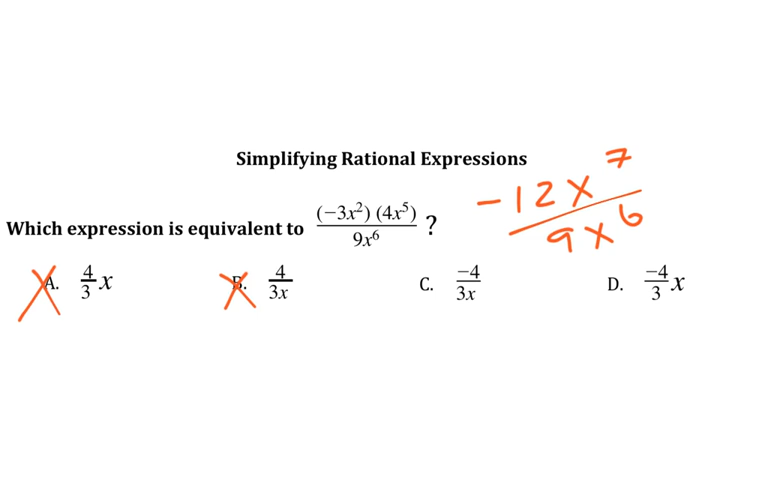 Simplifying Rational Expressions
−12x⁷
9x⁶
Which expression is equivalent to (−3x²) (4x⁵) / 9x⁶ ?
A. 4/3 x
B. 4/3x
C. −4/3x
D. −4/3 x